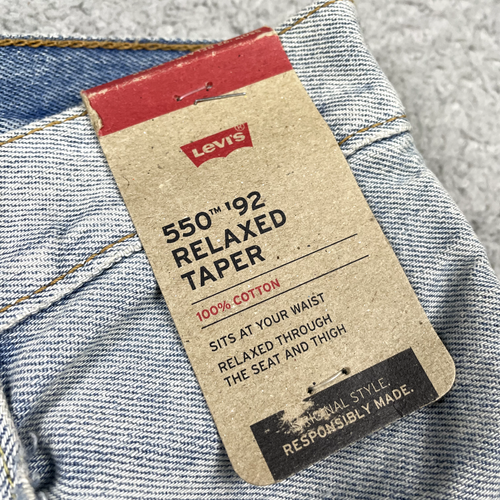 Levi's®
550™ '92
RELAXED
TAPER
100% COTTON
SITS AT YOUR WAIST
RELAXED THROUGH
THE SEAT AND THIGH
STYLE.
RESPONSIBLY MADE.